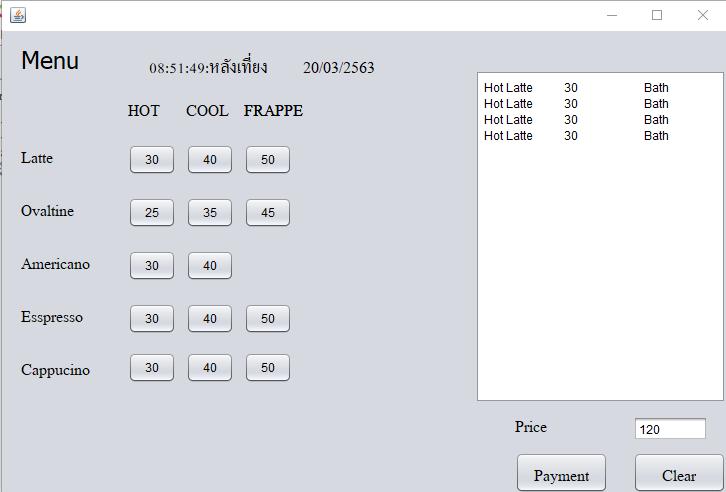 Menu
08:51:49:หลังเที่ยง 20/03/2563
HOT COOL FRAPPE
Latte 30 40 50
Ovaltine 25 35 45
Americano 30 40
Esspresso 30 40 50
Cappucino 30 40 50
Hot Latte 30 Bath
Hot Latte 30 Bath
Hot Latte 30 Bath
Hot Latte 30 Bath
Price 120
Payment Clear